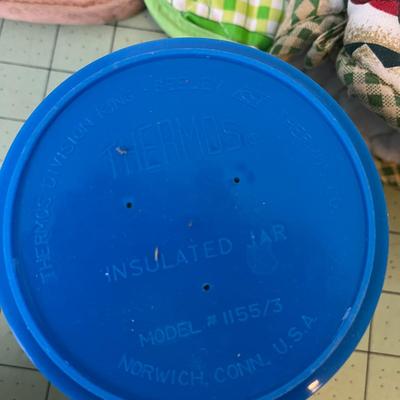 THERMOS DIVISION KING-SEELEY
THERMOS
INSULATED JAR
MODEL # 1155/3
NORWICH, CONN., U.S.A.